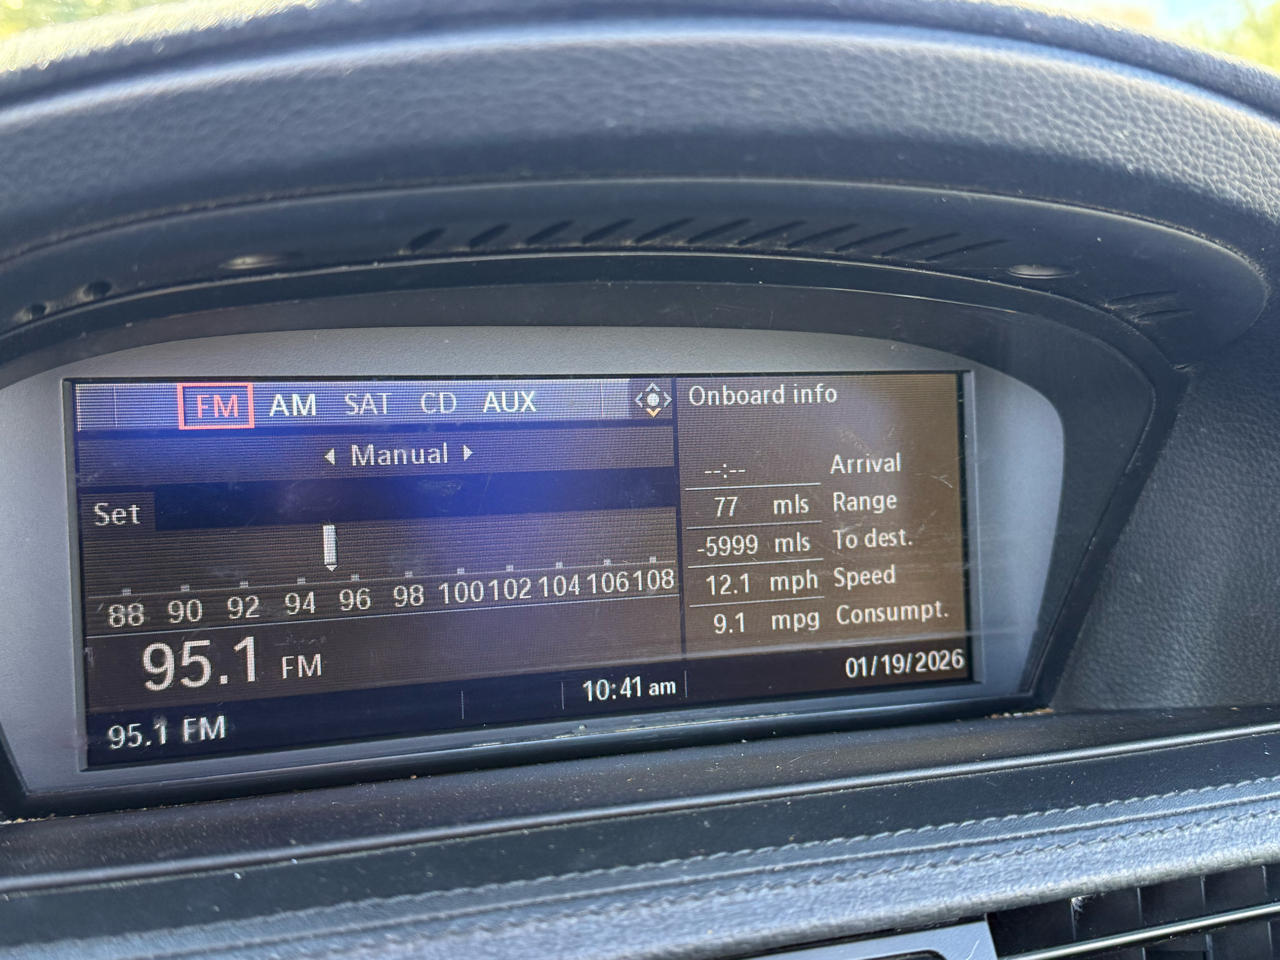 FM AM SAT CD AUX
Manual
Set
88 90 92 94 96 98 100 102 104 106 108
95.1 FM
95.1 FM
10:41 am
Onboard info
--:-- Arrival
77 mls Range
-5999 mls To dest.
12.1 mph Speed
9.1 mpg Consumpt.
01/19/2026